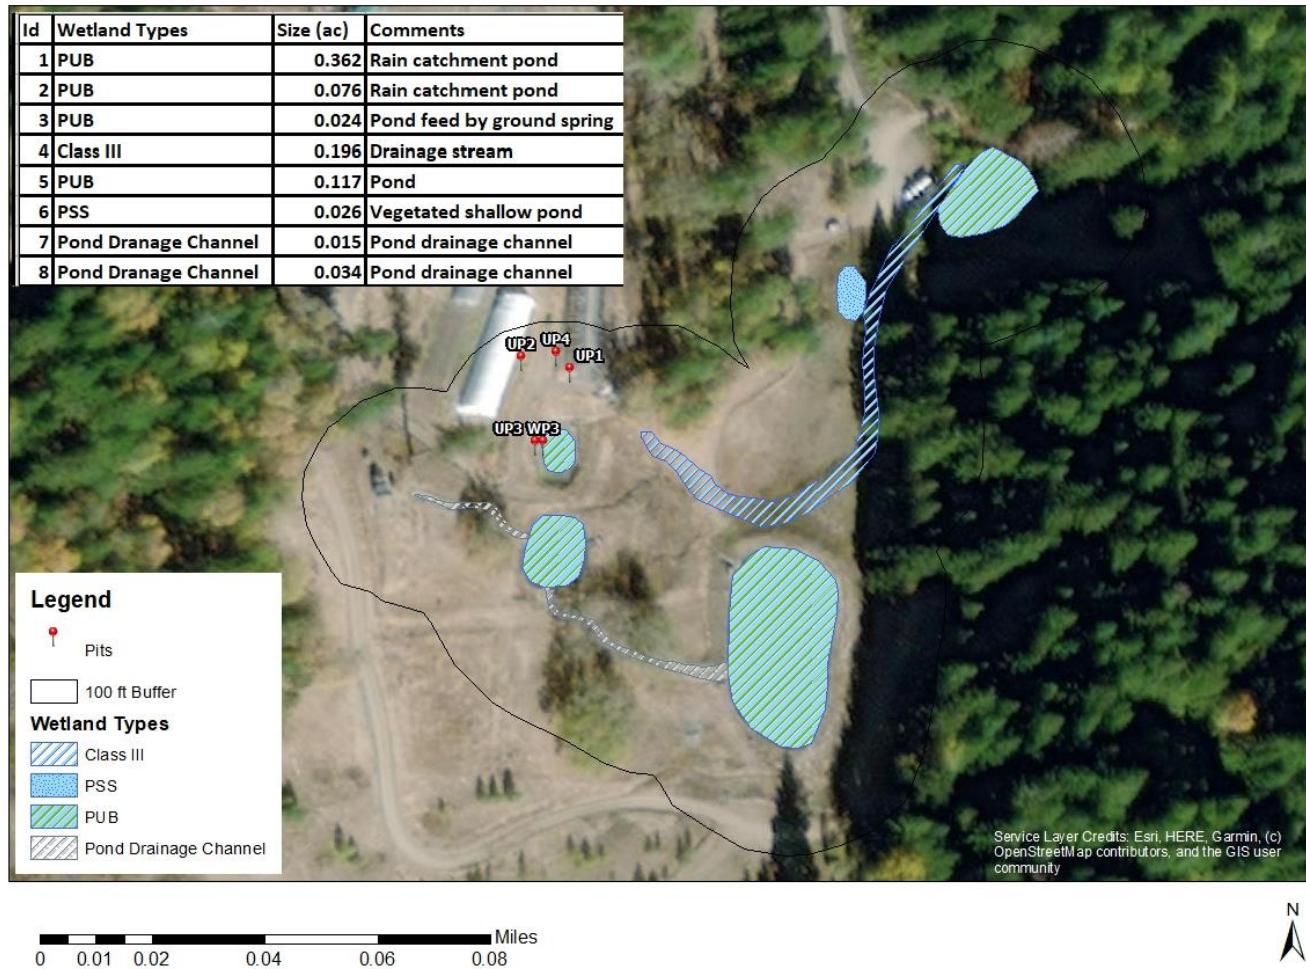 Id Wetland Types Size (ac) Comments
1 PUB 0.362 Rain catchment pond
2 PUB 0.076 Rain catchment pond
3 PUB 0.024 Pond feed by ground spring
4 Class III 0.196 Drainage stream
5 PUB 0.117 Pond
6 PSS 0.026 Vegetated shallow pond
7 Pond Dranage Channel 0.015 Pond drainage channel
8 Pond Dranage Channel 0.034 Pond drainage channel
UP2 UP4
UP1
UP3 WP3
Legend
Pits
100 ft Buffer
Wetland Types
Class III
PSS
PUB
Pond Drainage Channel
Service Layer Credits: Esri, HERE, Garmin, (c)
OpenStreetMap contributors, and the GIS user
community
N
Miles
0 0.01 0.02 0.04 0.06 0.08